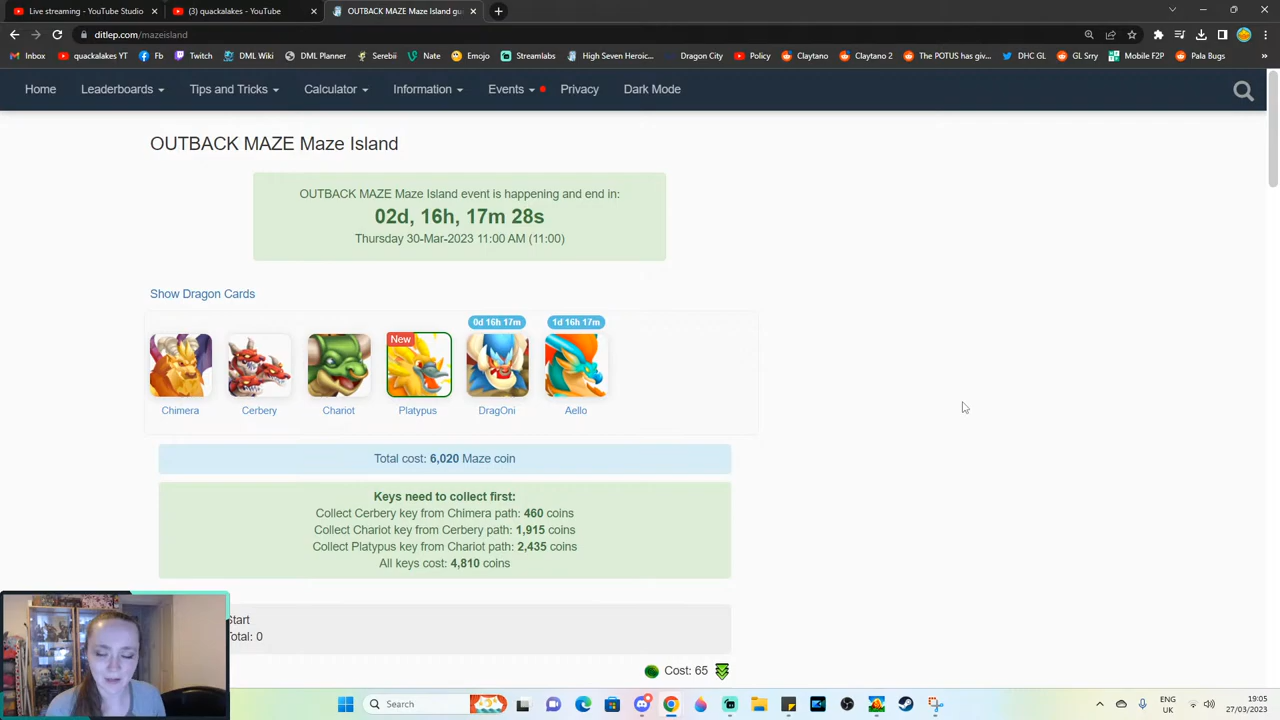 Live streaming - YouTube Studio
(3) quackalakes - YouTube
OUTBACK MAZE Maze Island gu
ditlep.com/mazeisland
Inbox
quackalakes YT
Fb
Twitch
DML Wiki
DM Planner
Serebii
Nate
Emojo
Streamlabs
High Seven Heroic...
Dragon City
Policy
Claytano
Claytano 2
The POTUS has giv...
DHC GL
GL Srry
Mobile F2P
Pala Bugs
Home
Leaderboards
Tips and Tricks
Calculator
Information
Events
Privacy
Dark Mode
OUTBACK MAZE Maze Island
OUTBACK MAZE Maze Island event is happening and end in:
02d, 16h, 17m 28s
Thursday 30-Mar-2023 11:00 AM (11:00)
Show Dragon Cards
0d 16h 17m
1d 16h 17m
New
Chimera
Cerbery
Chariot
Platypus
DragOni
Aello
Total cost: 6,020 Maze coin
Keys need to collect first:
Collect Cerbery key from Chimera path: 460 coins
Collect Chariot key from Cerbery path: 1,915 coins
Collect Platypus key from Chariot path: 2,435 coins
All keys cost: 4,810 coins
Start
Total: 0
Cost: 65
Search
ENG
UK
19:05
27/03/2023